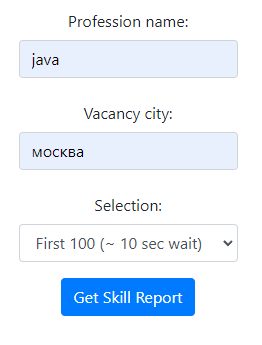 Profession name:
java
Vacancy city:
москва
Selection:
First 100 (~ 10 sec wait)
Get Skill Report